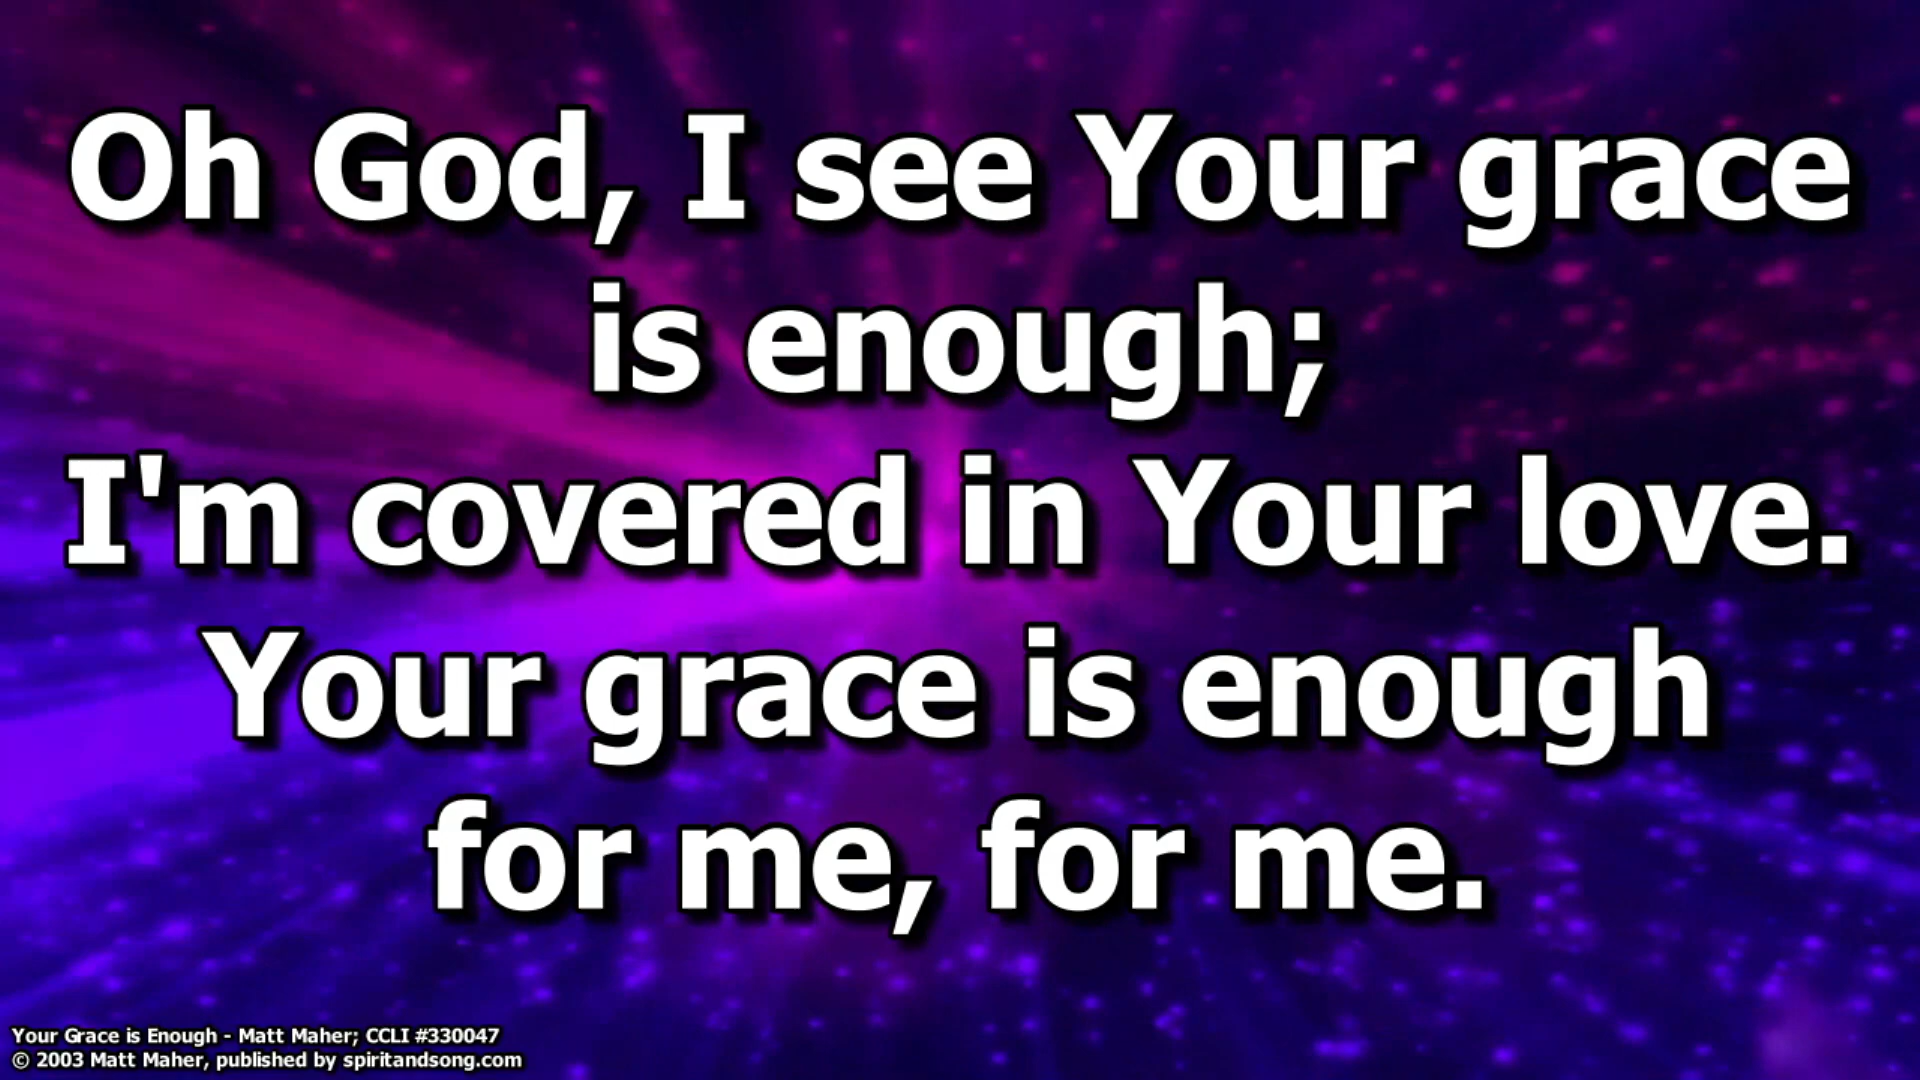 Oh God, I see Your grace
is enough;
I'm covered in Your love.
Your grace is enough
for me, for me.
Your Grace is Enough - Matt Maher; CCLI #330047
© 2003 Matt Maher, published by spiritandsong.com